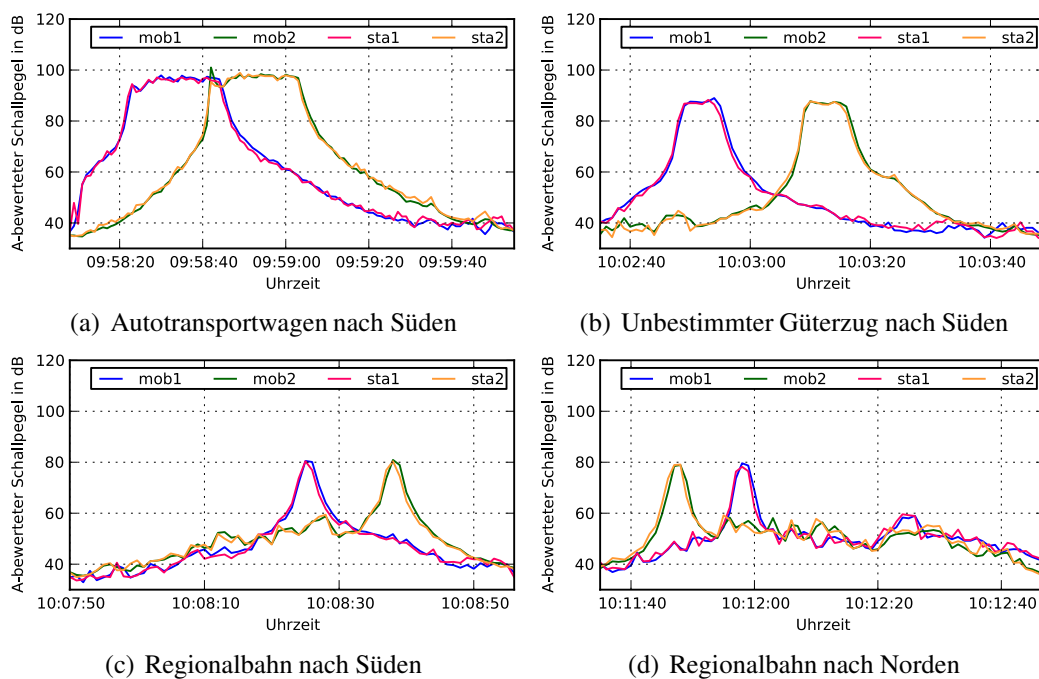 120
100
80
60
40
A-bewerteter Schallpegel in dB
mob1 mob2 sta1 sta2
09:58:20 09:58:40 09:59:00 09:59:20 09:59:40
Uhrzeit
(a) Autotransportwagen nach Süden
120
100
80
60
40
A-bewerteter Schallpegel in dB
mob1 mob2 sta1 sta2
10:02:40 10:03:00 10:03:20 10:03:40
Uhrzeit
(b) Unbestimmter Güterzug nach Süden
120
100
80
60
40
A-bewerteter Schallpegel in dB
mob1 mob2 sta1 sta2
10:07:50 10:08:10 10:08:30 10:08:50
Uhrzeit
(c) Regionalbahn nach Süden
120
100
80
60
40
A-bewerteter Schallpegel in dB
mob1 mob2 sta1 sta2
10:11:40 10:12:00 10:12:20 10:12:40
Uhrzeit
(d) Regionalbahn nach Norden